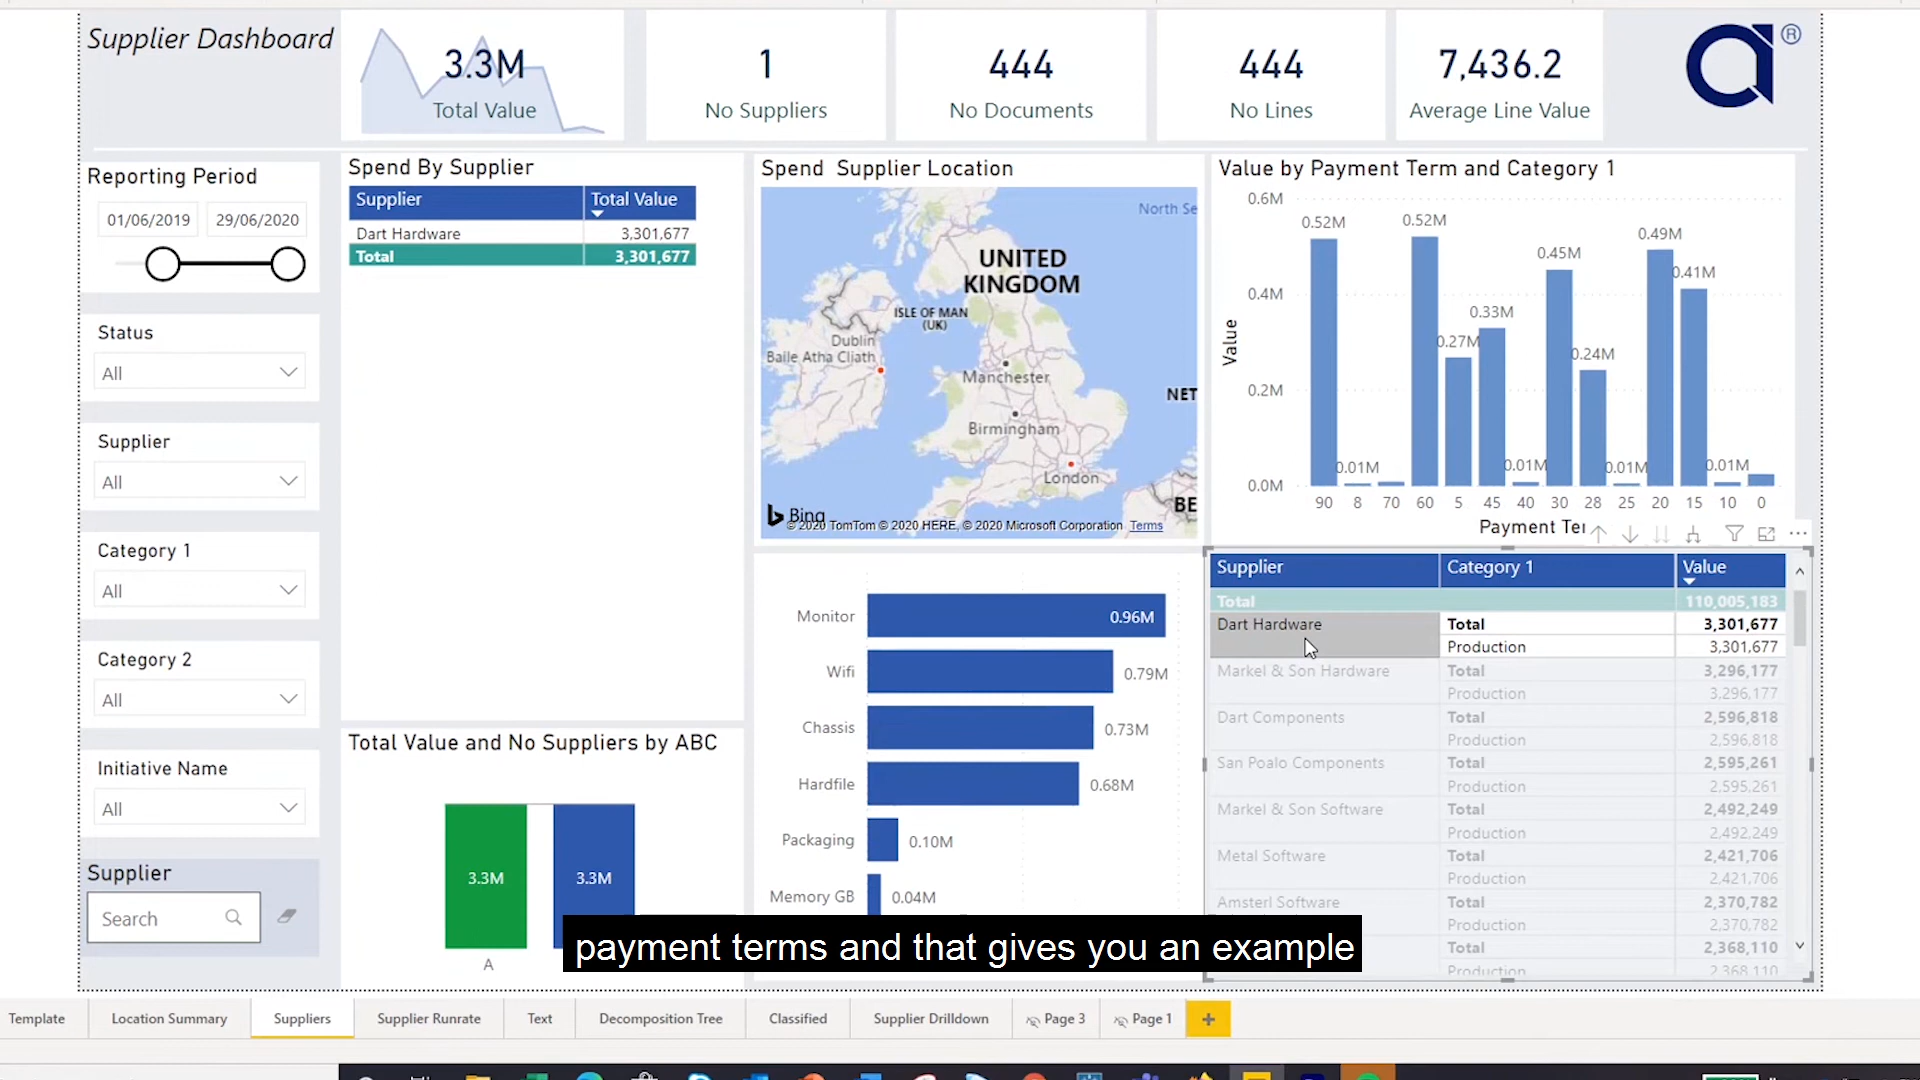 Supplier Dashboard
3.3M
Total Value
1
No Suppliers
444
No Documents
444
No Lines
7,436.2
Average Line Value
®
Reporting Period
01/06/2019 29/06/2020
Status
All
Supplier
All
Category 1
All
Category 2
All
Initiative Name
All
Supplier
Search
Spend By Supplier
Supplier Total Value
Dart Hardware 3,301,677
Total 3,301,677
Total Value and No Suppliers by ABC
3.3M 3.3M
A
Spend Supplier Location
North Se
UNITED
KINGDOM
ISLE OF MAN
(UK)
Dublin
Baile Atha Cliath
Manchester
NET
Birmingham
London
BE
Bing
© 2020 TomTom © 2020 HERE, © 2020 Microsoft Corporation Terms
Monitor 0.96M
Wifi 0.79M
Chassis 0.73M
Hardfile 0.68M
Packaging 0.10M
Memory GB 0.04M
Value by Payment Term and Category 1
Value
0.6M
0.4M
0.2M
0.0M
0.52M 0.01M 0.52M 0.27M 0.33M 0.01M 0.45M 0.24M 0.01M 0.49M 0.41M 0.01M
90 8 70 60 5 45 40 30 28 25 20 15 10 0
Payment Ter
Supplier Category 1 Value
Total 110,005,183
Dart Hardware Total 3,301,677
Production 3,301,677
Markel & Son Hardware Total 3,296,177
Production 3,296,177
Dart Components Total 2,596,818
Production 2,596,818
San Poalo Components Total 2,595,261
Production 2,595,261
Markel & Son Software Total 2,492,249
Production 2,492,249
Metal Software Total 2,421,706
Production 2,421,706
Amsterl Software Total 2,370,782
Production 2,370,782
Total 2,368,110
Production 2,368,110
payment terms and that gives you an example
Template Location Summary Suppliers Supplier Runrate Text Decomposition Tree Classified Supplier Drilldown Page 3 Page 1 +